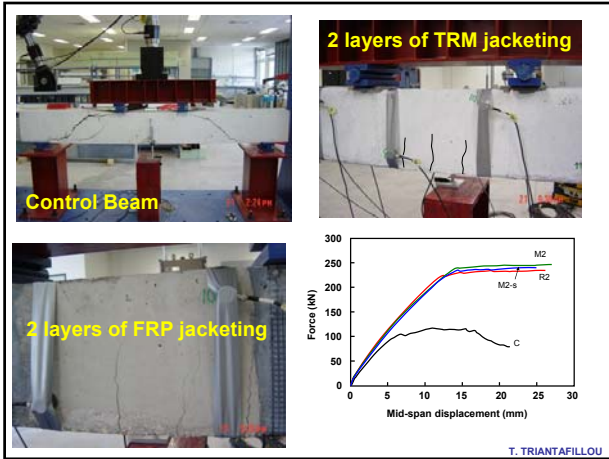 2 layers of TRM jacketing
Control Beam
2 layers of FRP jacketing
Force (kN)
300
250
200
150
100
50
0
M2
M2-s
R2
C
0 5 10 15 20 25 30
Mid-span displacement (mm)
T. TRIANTAFILLOU